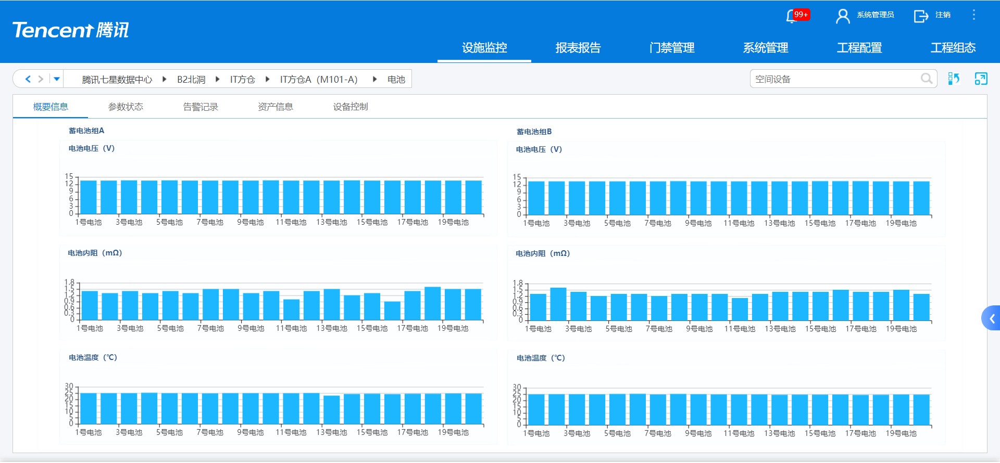 Tencent腾讯
99+
系统管理员
注销
设施监控
报表报告
门禁管理
系统管理
工程配置
工程组态
腾讯七星数据中心
B2北洞
IT方仓
IT方仓A（M101-A）
电池
空间设备
概要信息
参数状态
告警记录
资产信息
设备控制
蓄电池组A
电池电压（V）
15
12
9
6
3
0
1号电池 3号电池 5号电池 7号电池 9号电池 11号电池 13号电池 15号电池 17号电池 19号电池
电池内阻（mΩ）
1.8
1.5
1.2
0.9
0.6
0.3
0
1号电池 3号电池 5号电池 7号电池 9号电池 11号电池 13号电池 15号电池 17号电池 19号电池
电池温度（℃）
30
25
20
15
10
5
0
1号电池 3号电池 5号电池 7号电池 9号电池 11号电池 13号电池 15号电池 17号电池 19号电池
蓄电池组B
电池电压（V）
15
12
9
6
3
0
1号电池 3号电池 5号电池 7号电池 9号电池 11号电池 13号电池 15号电池 17号电池 19号电池
电池内阻（mΩ）
1.8
1.5
1.2
0.9
0.6
0.3
0
1号电池 3号电池 5号电池 7号电池 9号电池 11号电池 13号电池 15号电池 17号电池 19号电池
电池温度（℃）
30
25
20
15
10
5
0
1号电池 3号电池 5号电池 7号电池 9号电池 11号电池 13号电池 15号电池 17号电池 19号电池